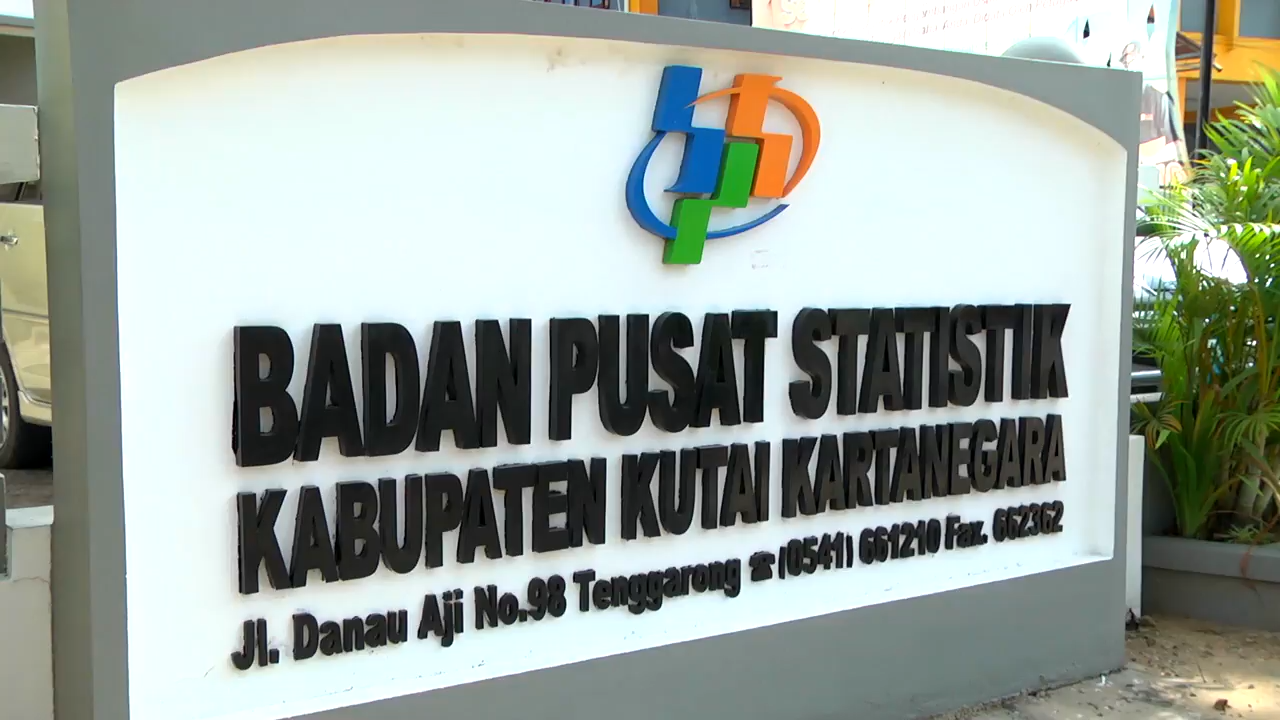 BADAN PUSAT STATISTIK
KABUPATEN KUTAI KARTANEGARA
Jl. Danau Aji No.98 Tenggarong ☎ (0541) 661210 Fax. 662362